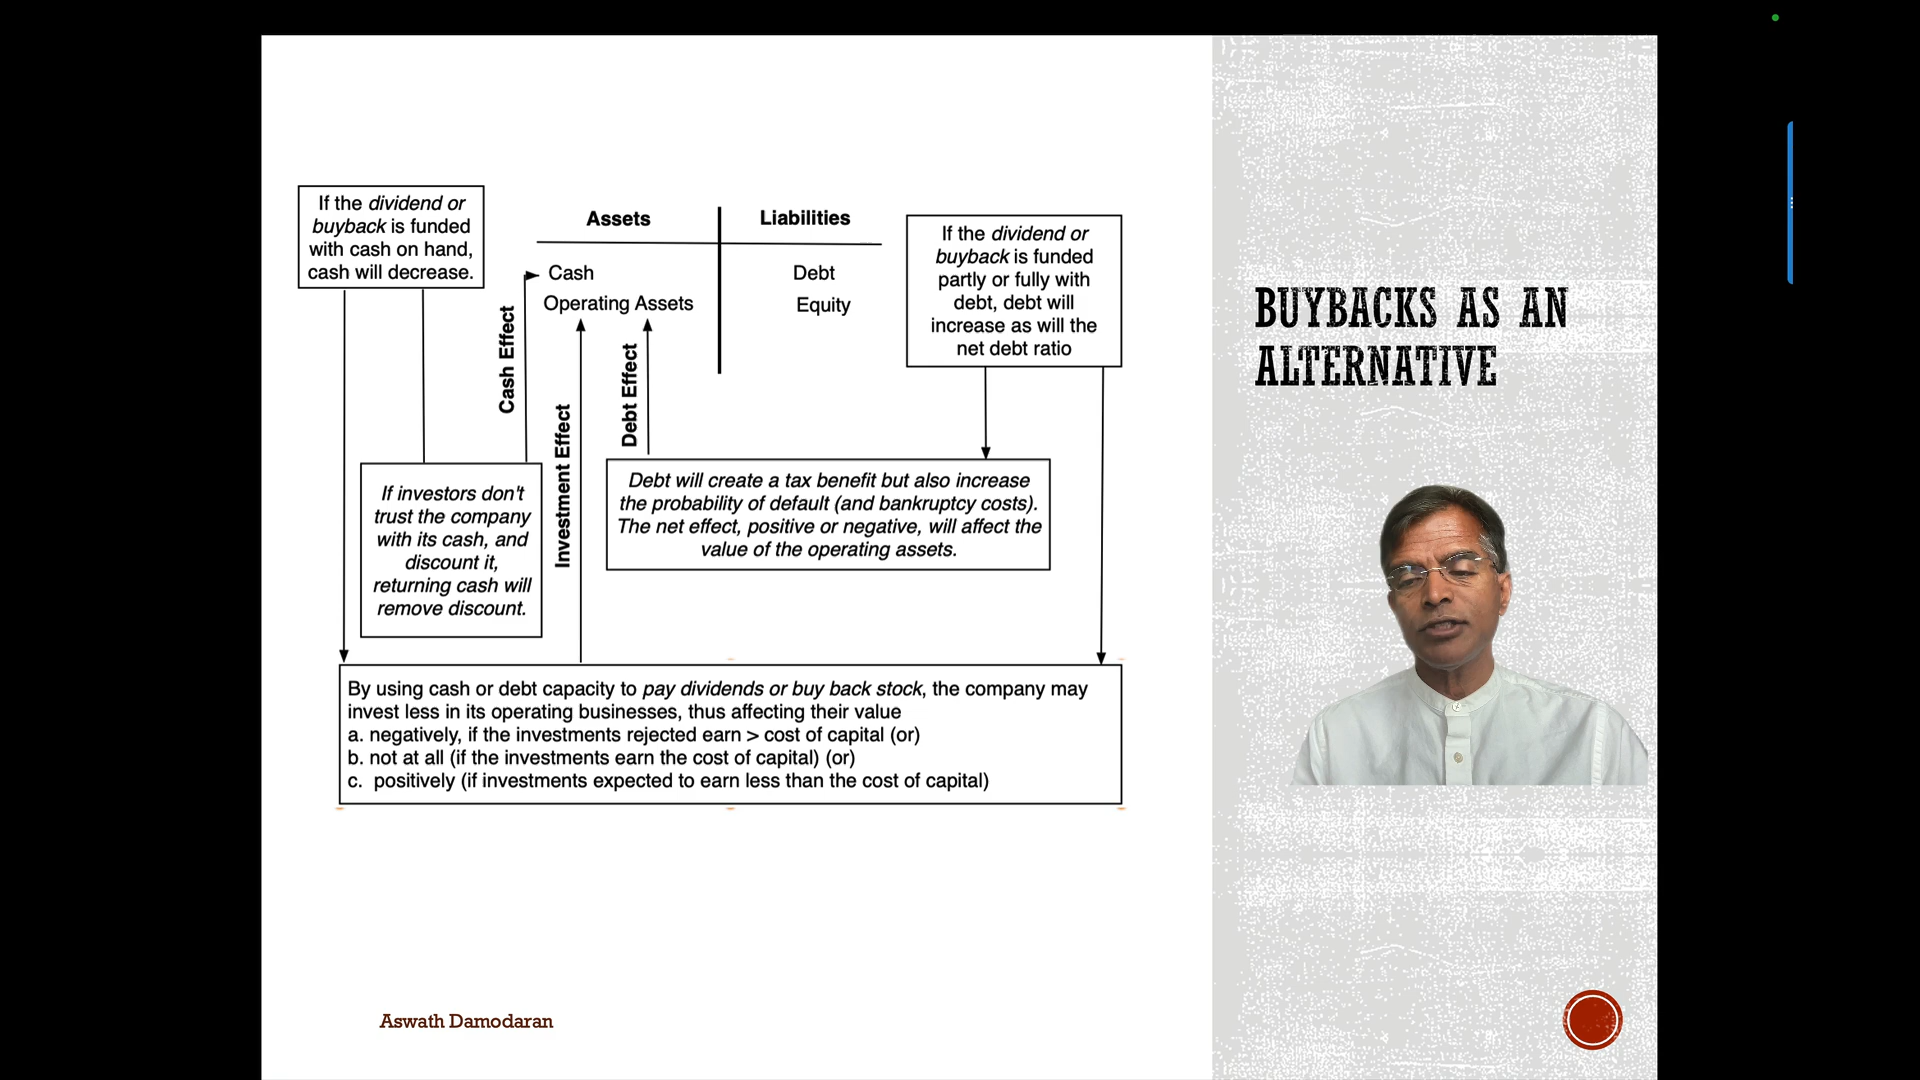 If the dividend or
buyback is funded
with cash on hand,
cash will decrease.
Assets
Liabilities
Cash
Debt
Operating Assets
Equity
If the dividend or
buyback is funded
partly or fully with
debt, debt will
increase as will the
net debt ratio
Cash Effect
Investment Effect
Debt Effect
If investors don't
trust the company
with its cash, and
discount it,
returning cash will
remove discount.
Debt will create a tax benefit but also increase
the probability of default (and bankruptcy costs).
The net effect, positive or negative, will affect the
value of the operating assets.
By using cash or debt capacity to pay dividends or buy back stock, the company may
invest less in its operating businesses, thus affecting their value
a. negatively, if the investments rejected earn > cost of capital (or)
b. not at all (if the investments earn the cost of capital) (or)
c. positively (if investments expected to earn less than the cost of capital)
BUYBACKS AS AN
ALTERNATIVE
Aswath Damodaran